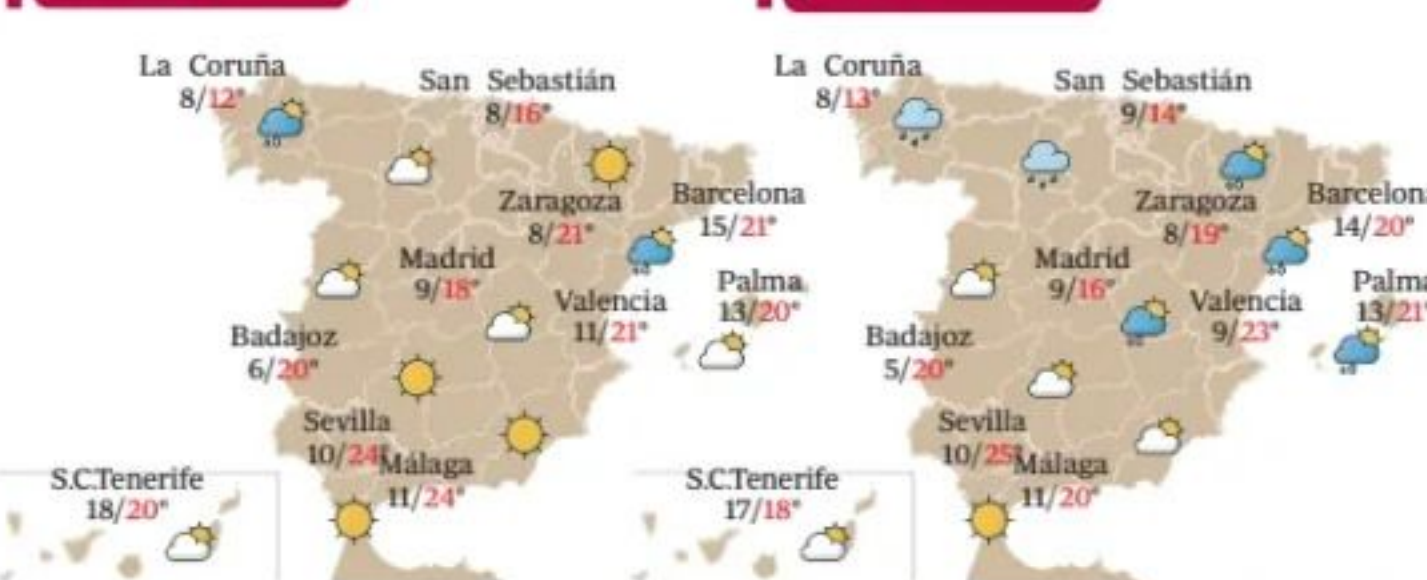 La Coruña
8/12°
San Sebastián
8/16°
Zaragoza
8/21°
Barcelona
15/21°
Madrid
9/18°
Valencia
11/21°
Palma
13/20°
Badajoz
6/20°
Sevilla
10/24°
Málaga
11/24°
S.C.Tenerife
18/20°
La Coruña
8/13°
San Sebastián
9/14°
Zaragoza
8/19°
Barcelon
14/20°
Madrid
9/16°
Valencia
9/23°
Palma
13/21°
Badajoz
5/20°
Sevilla
10/25°
Málaga
11/20°
S.C.Tenerife
17/18°